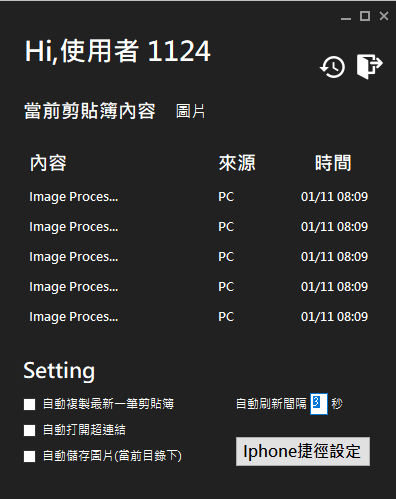 Hi,使用者 1124
當前剪貼簿內容 圖片
內容 來源 時間
Image Proces... PC 01/11 08:09
Image Proces... PC 01/11 08:09
Image Proces... PC 01/11 08:09
Image Proces... PC 01/11 08:09
Image Proces... PC 01/11 08:09
Setting
自動複製最新一筆剪貼簿 自動刷新間隔 3 秒
自動打開超連結
自動儲存圖片(當前目錄下) Iphone捷徑設定